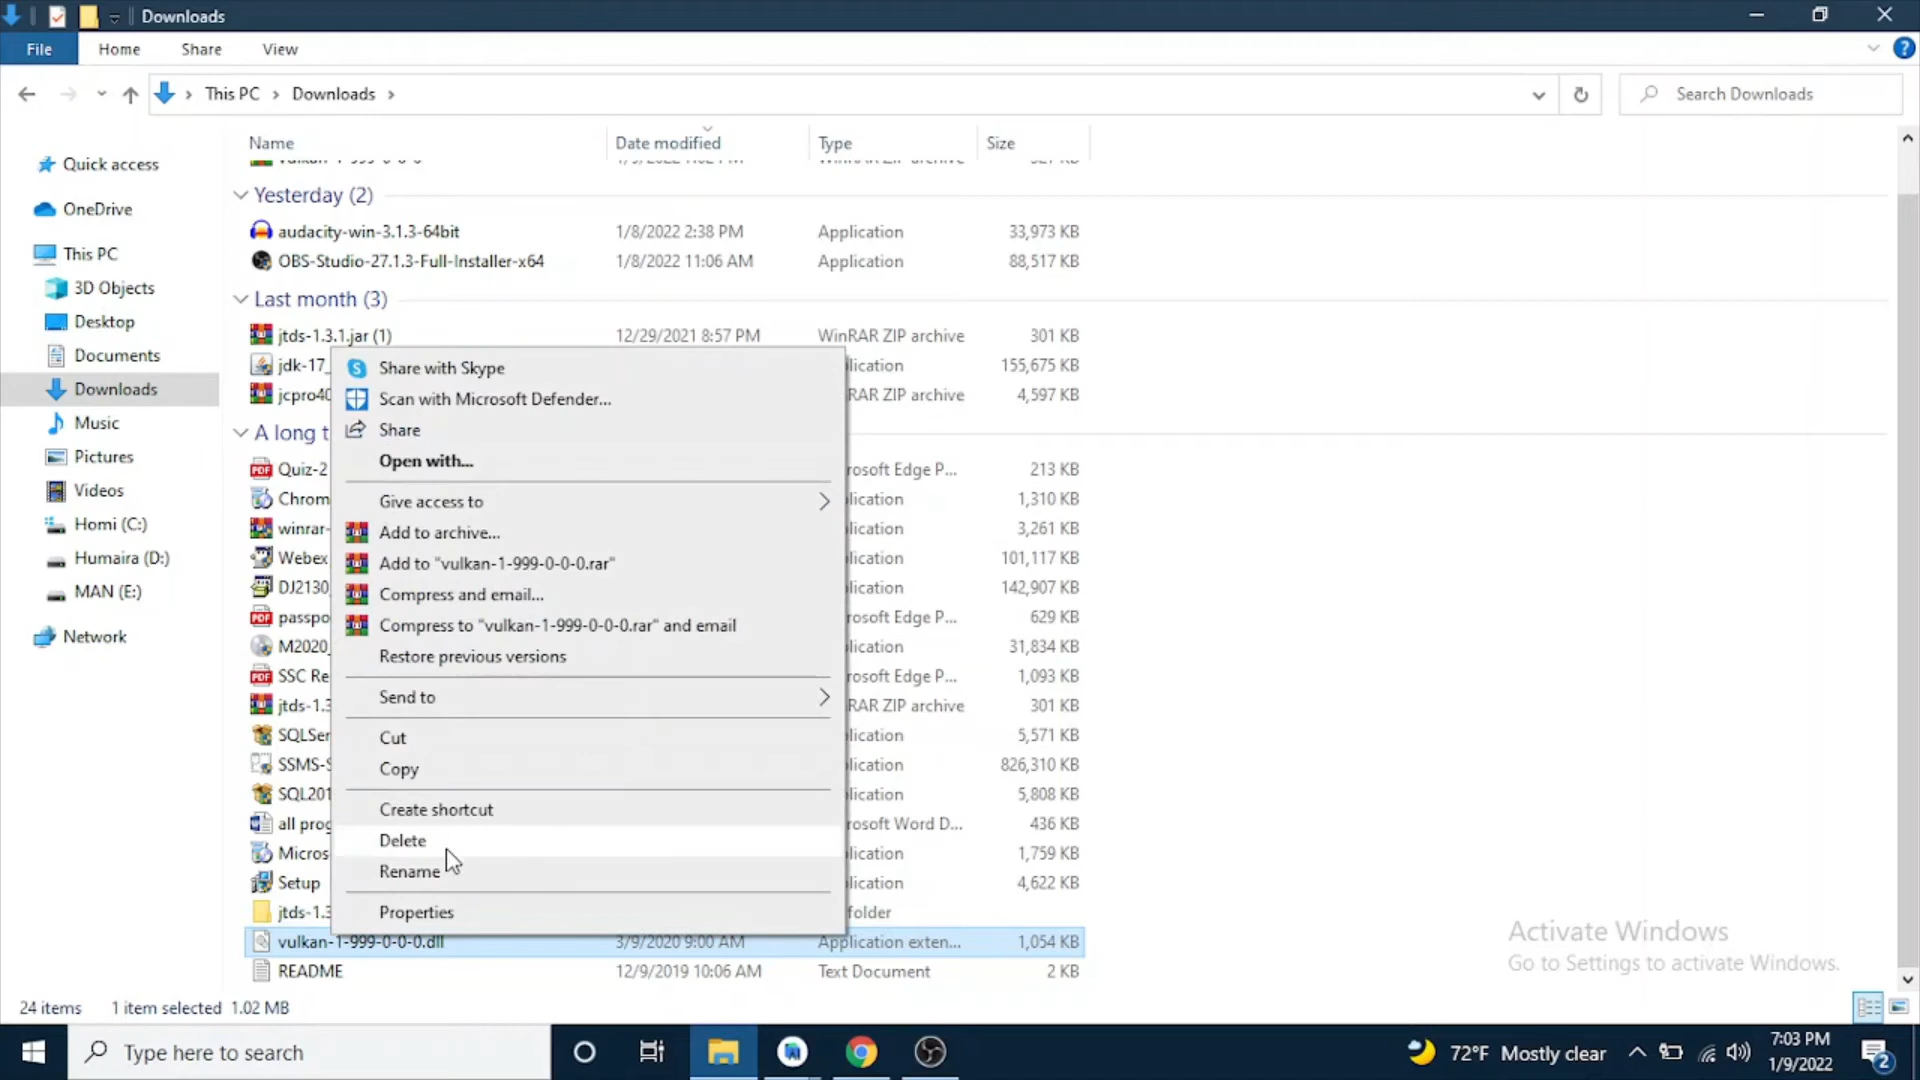 Downloads
File Home Share View
This PC Downloads
Search Downloads
Name Date modified Type Size
Quick access
OneDrive
This PC
3D Objects
Desktop
Documents
Downloads
Music
Pictures
Videos
Homi (C:)
Humaira (D:)
MAN (E:)
Network
Yesterday (2)
audacity-win-3.1.3-64bit 1/8/2022 2:38 PM Application 33,973 KB
OBS-Studio-27.1.3-Full-Installer-x64 1/8/2022 11:06 AM Application 88,517 KB
Last month (3)
jtds-1.3.1.jar (1) 12/29/2021 8:57 PM WinRAR ZIP archive 301 KB
jdk-17_ lication 155,675 KB
jcpro40 RAR ZIP archive 4,597 KB
A long t
Quiz-2 rosoft Edge P... 213 KB
Chrom lication 1,310 KB
winrar- lication 3,261 KB
Webex lication 101,117 KB
DJ2130 lication 142,907 KB
passpo rosoft Edge P... 629 KB
M2020_ lication 31,834 KB
SSC Re rosoft Edge P... 1,093 KB
jtds-1.3 RAR ZIP archive 301 KB
SQLSer lication 5,571 KB
SSMS-S lication 826,310 KB
SQL201 lication 5,808 KB
all prog rosoft Word D... 436 KB
Micros lication 1,759 KB
Setup lication 4,622 KB
jtds-1.3 folder
vulkan-1-999-0-0-0.dll 3/9/2020 9:00 AM Application exten... 1,054 KB
README 12/9/2019 10:06 AM Text Document 2 KB
Share with Skype
Scan with Microsoft Defender...
Share
Open with...
Give access to
Add to archive...
Add to "vulkan-1-999-0-0-0.rar"
Compress and email...
Compress to "vulkan-1-999-0-0-0.rar" and email
Restore previous versions
Send to
Cut
Copy
Create shortcut
Delete
Rename
Properties
Activate Windows
Go to Settings to activate Windows.
24 items 1 item selected 1.02 MB
Type here to search
72°F Mostly clear
7:03 PM
1/9/2022
2